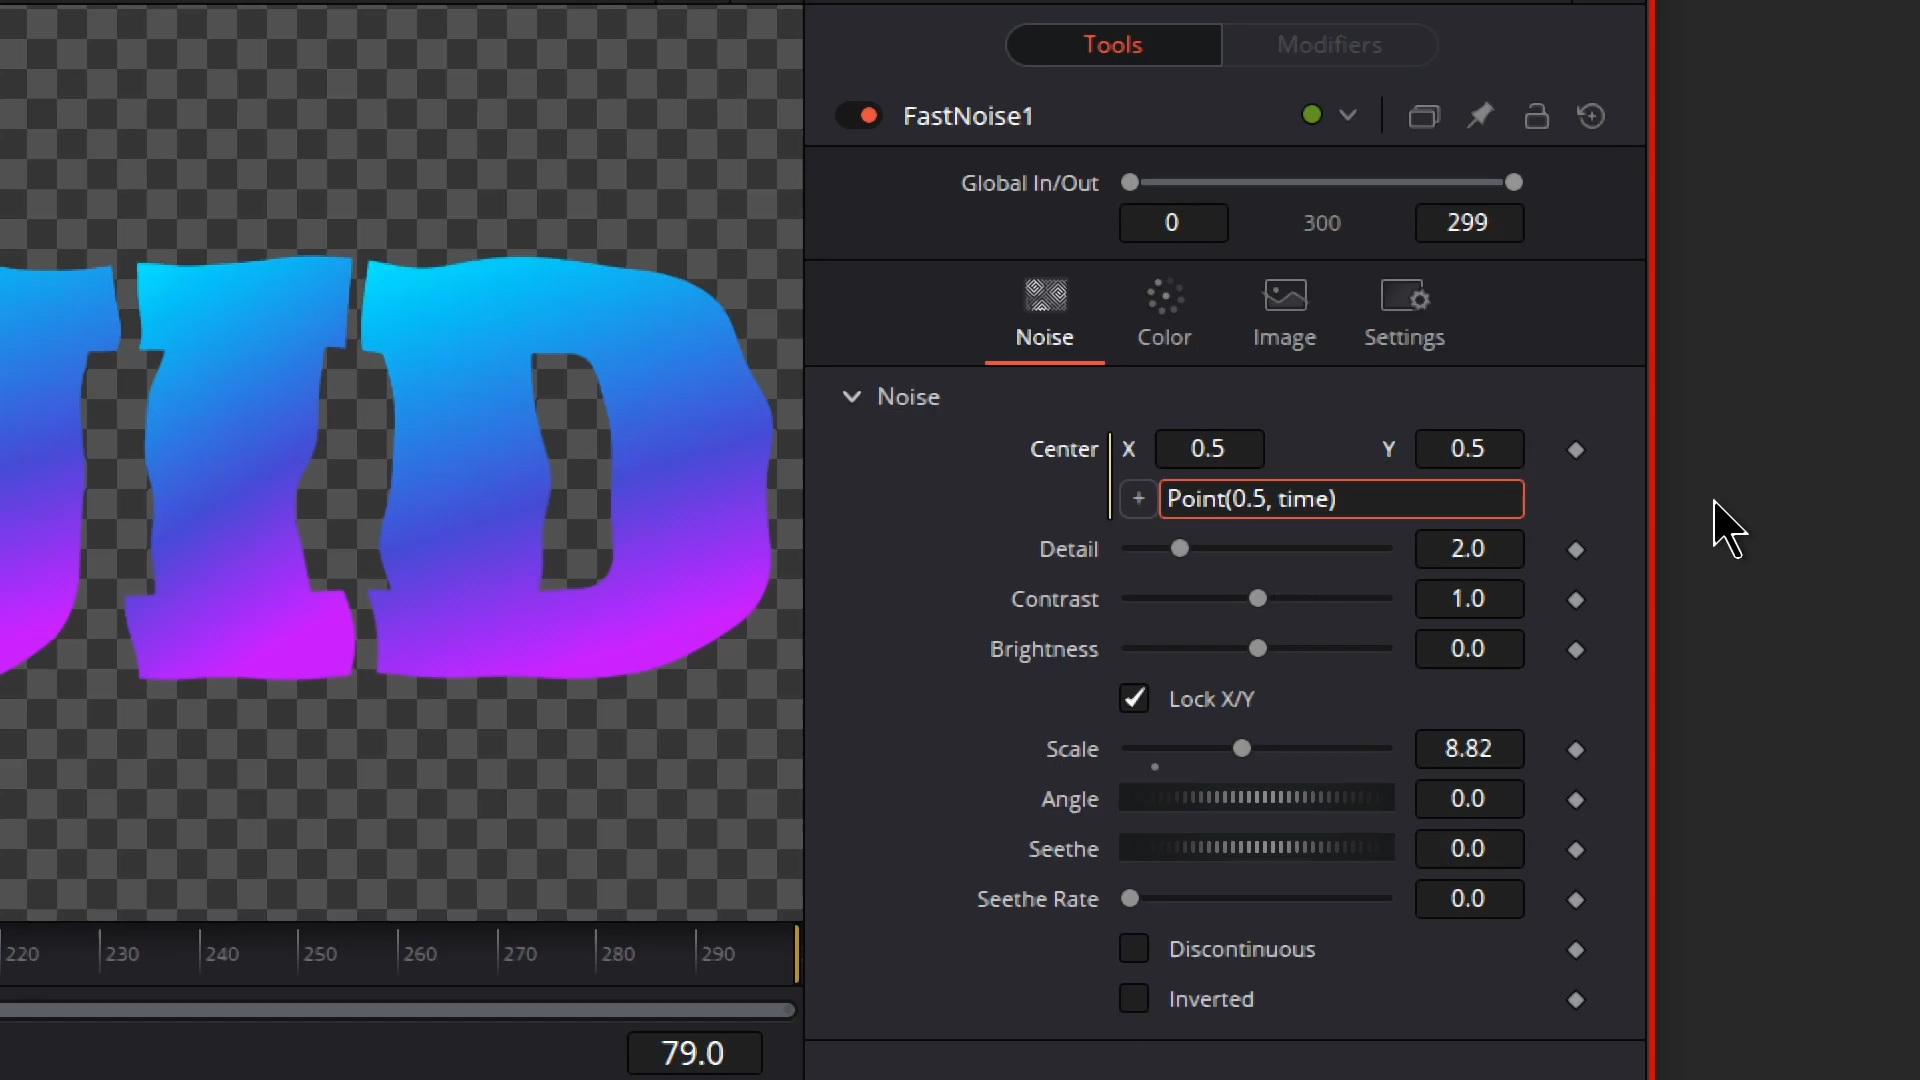 Tools Modifiers
FastNoise1
Global In/Out
0 300 299
Noise Color Image Settings
Noise
Center X 0.5 Y 0.5
+ Point(0.5, time)
Detail 2.0
Contrast 1.0
Brightness 0.0
Lock X/Y
Scale 8.82
Angle 0.0
Seethe 0.0
Seethe Rate 0.0
Discontinuous
Inverted
ID
220 230 240 250 260 270 280 290
79.0